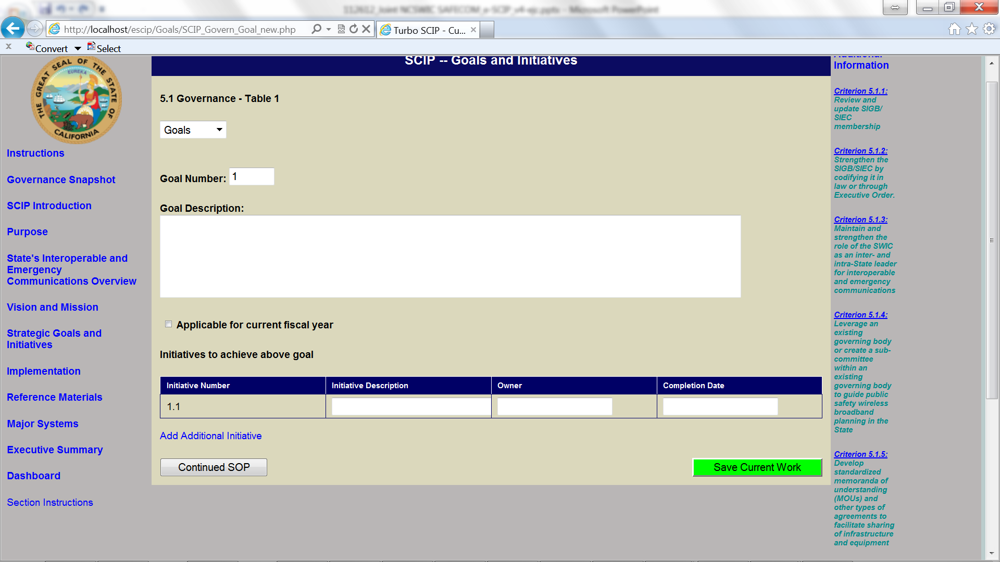 112612_Joint NCSWIC SAFECOM_e-SCIP_v4-ejc.pptx - Microsoft PowerPoint
http://localhost/escip/Goals/SCIP_Govern_Goal_new.php
Turbo SCIP - Cu...
Convert
Select
THE GREAT SEAL OF THE STATE OF CALIFORNIA
EUREKA
Instructions
Governance Snapshot
SCIP Introduction
Purpose
State's Interoperable and
Emergency
Communications Overview
Vision and Mission
Strategic Goals and
Initiatives
Implementation
Reference Materials
Major Systems
Executive Summary
Dashboard
Section Instructions
SCIP -- Goals and Initiatives
5.1 Governance - Table 1
Goals
Goal Number: 1
Goal Description:
Applicable for current fiscal year
Initiatives to achieve above goal
Initiative Number Initiative Description Owner Completion Date
1.1
Add Additional Initiative
Continued SOP
Save Current Work
Additional
Information
Criterion 5.1.1:
Review and
update SIGB/
SIEC
membership
Criterion 5.1.2:
Strengthen the
SIGB/SIEC by
codifying it in
law or through
Executive Order.
Criterion 5.1.3:
Maintain and
strengthen the
role of the SWIC
as an inter- and
intra-State leader
for interoperable
and emergency
communications
Criterion 5.1.4:
Leverage an
existing
governing body
or create a sub-
committee
within an
existing
governing body
to guide public
safety wireless
broadband
planning in the
State
Criterion 5.1.5:
Develop
standardized
memoranda of
understanding
(MOUs) and
other types of
agreements to
facilitate sharing
of infrastructure
and equipment